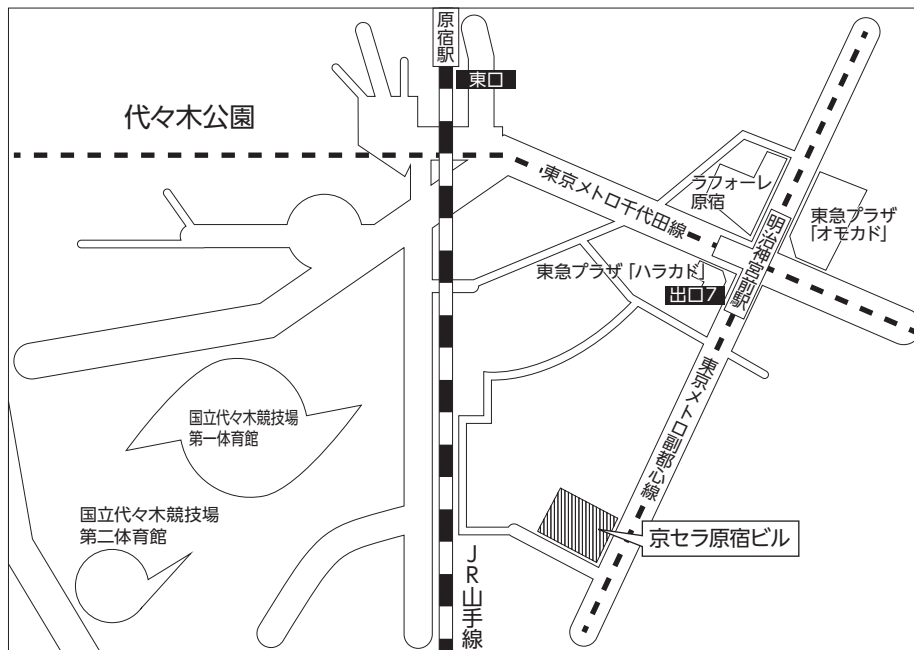 原宿駅
東口
代々木公園
東京メトロ千代田線
ラフォーレ
原宿
明治神宮前駅
東急プラザ
「オモカド」
東急プラザ「ハラカド」
出口7
東京メトロ副都心線
国立代々木競技場
第一体育館
国立代々木競技場
第二体育館
京セラ原宿ビル
JR山手線